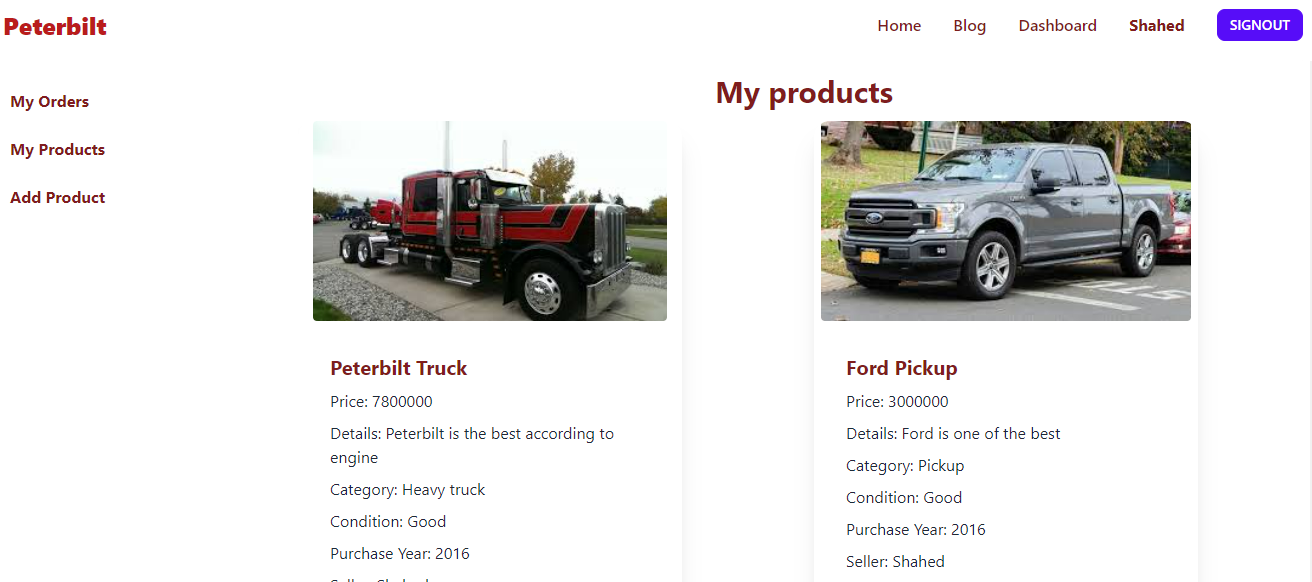 Peterbilt
Home
Blog
Dashboard
Shahed
SIGNOUT
My Orders
My Products
Add Product
My products
Peterbilt Truck
Price: 7800000
Details: Peterbilt is the best according to
engine
Category: Heavy truck
Condition: Good
Purchase Year: 2016
Ford Pickup
Price: 3000000
Details: Ford is one of the best
Category: Pickup
Condition: Good
Purchase Year: 2016
Seller: Shahed